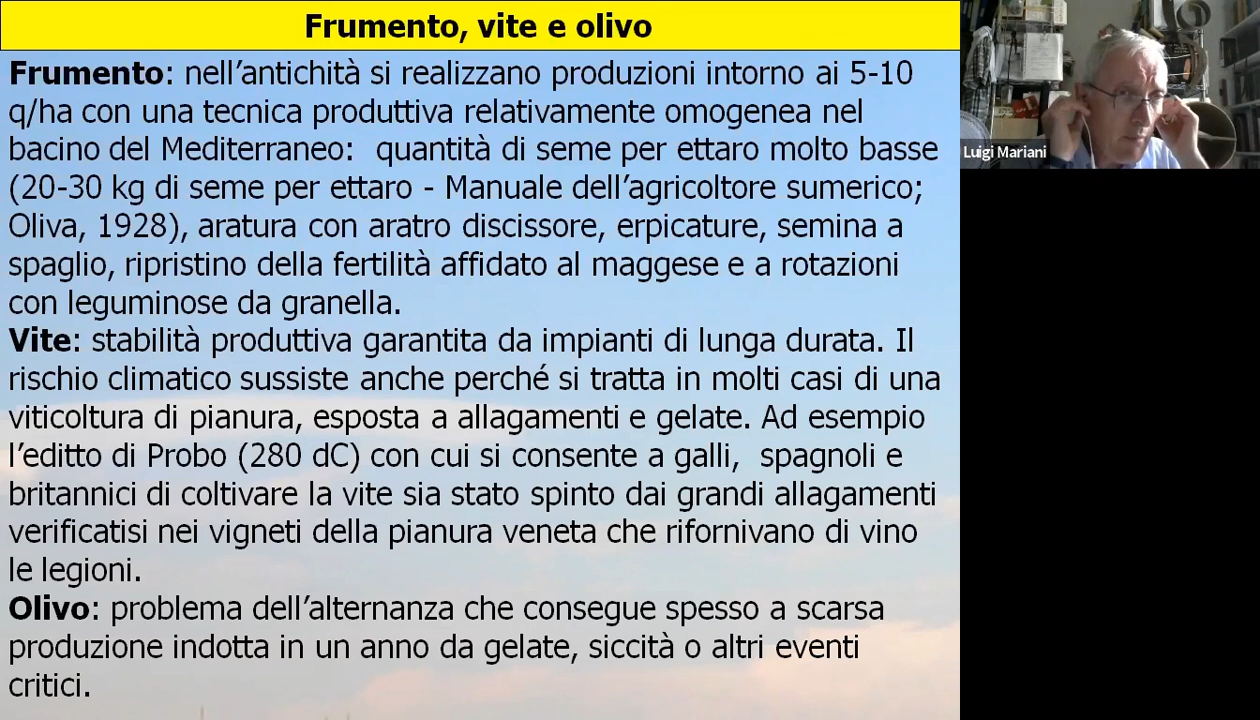 Frumento, vite e olivo
Frumento: nell’antichità si realizzano produzioni intorno ai 5-10
q/ha con una tecnica produttiva relativamente omogenea nel
bacino del Mediterraneo:  quantità di seme per ettaro molto basse
(20-30 kg di seme per ettaro - Manuale dell’agricoltore sumerico;
Oliva, 1928), aratura con aratro discissore, erpicature, semina a
spaglio, ripristino della fertilità affidato al maggese e a rotazioni
con leguminose da granella.
Vite: stabilità produttiva garantita da impianti di lunga durata. Il
rischio climatico sussiste anche perché si tratta in molti casi di una
viticoltura di pianura, esposta a allagamenti e gelate. Ad esempio
l’editto di Probo (280 dC) con cui si consente a galli,  spagnoli e
britannici di coltivare la vite sia stato spinto dai grandi allagamenti
verificatisi nei vigneti della pianura veneta che rifornivano di vino
le legioni.
Olivo: problema dell’alternanza che consegue spesso a scarsa
produzione indotta in un anno da gelate, siccità o altri eventi
critici.
Luigi Mariani